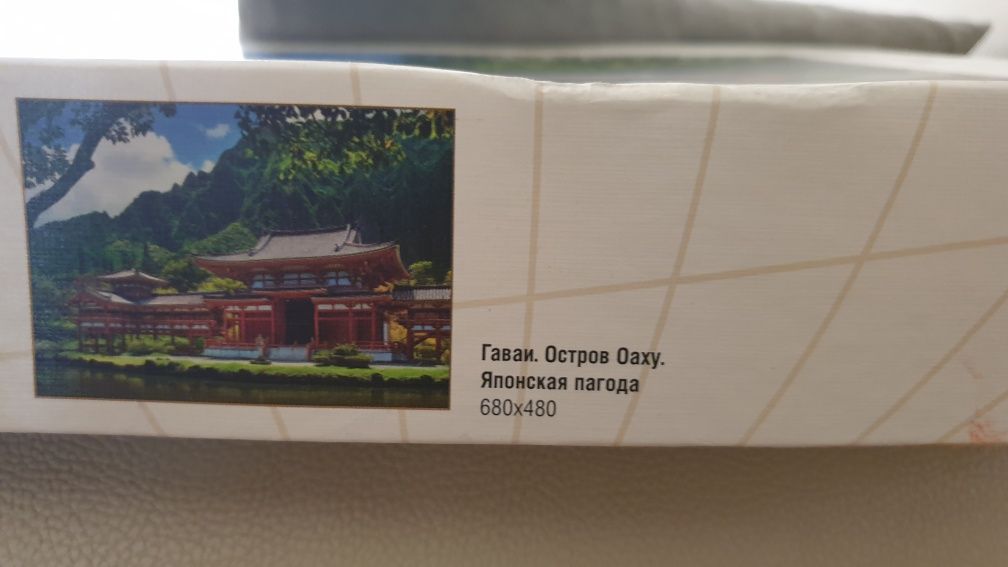 Гаваи. Остров Оаху.
Японская пагода
680x480